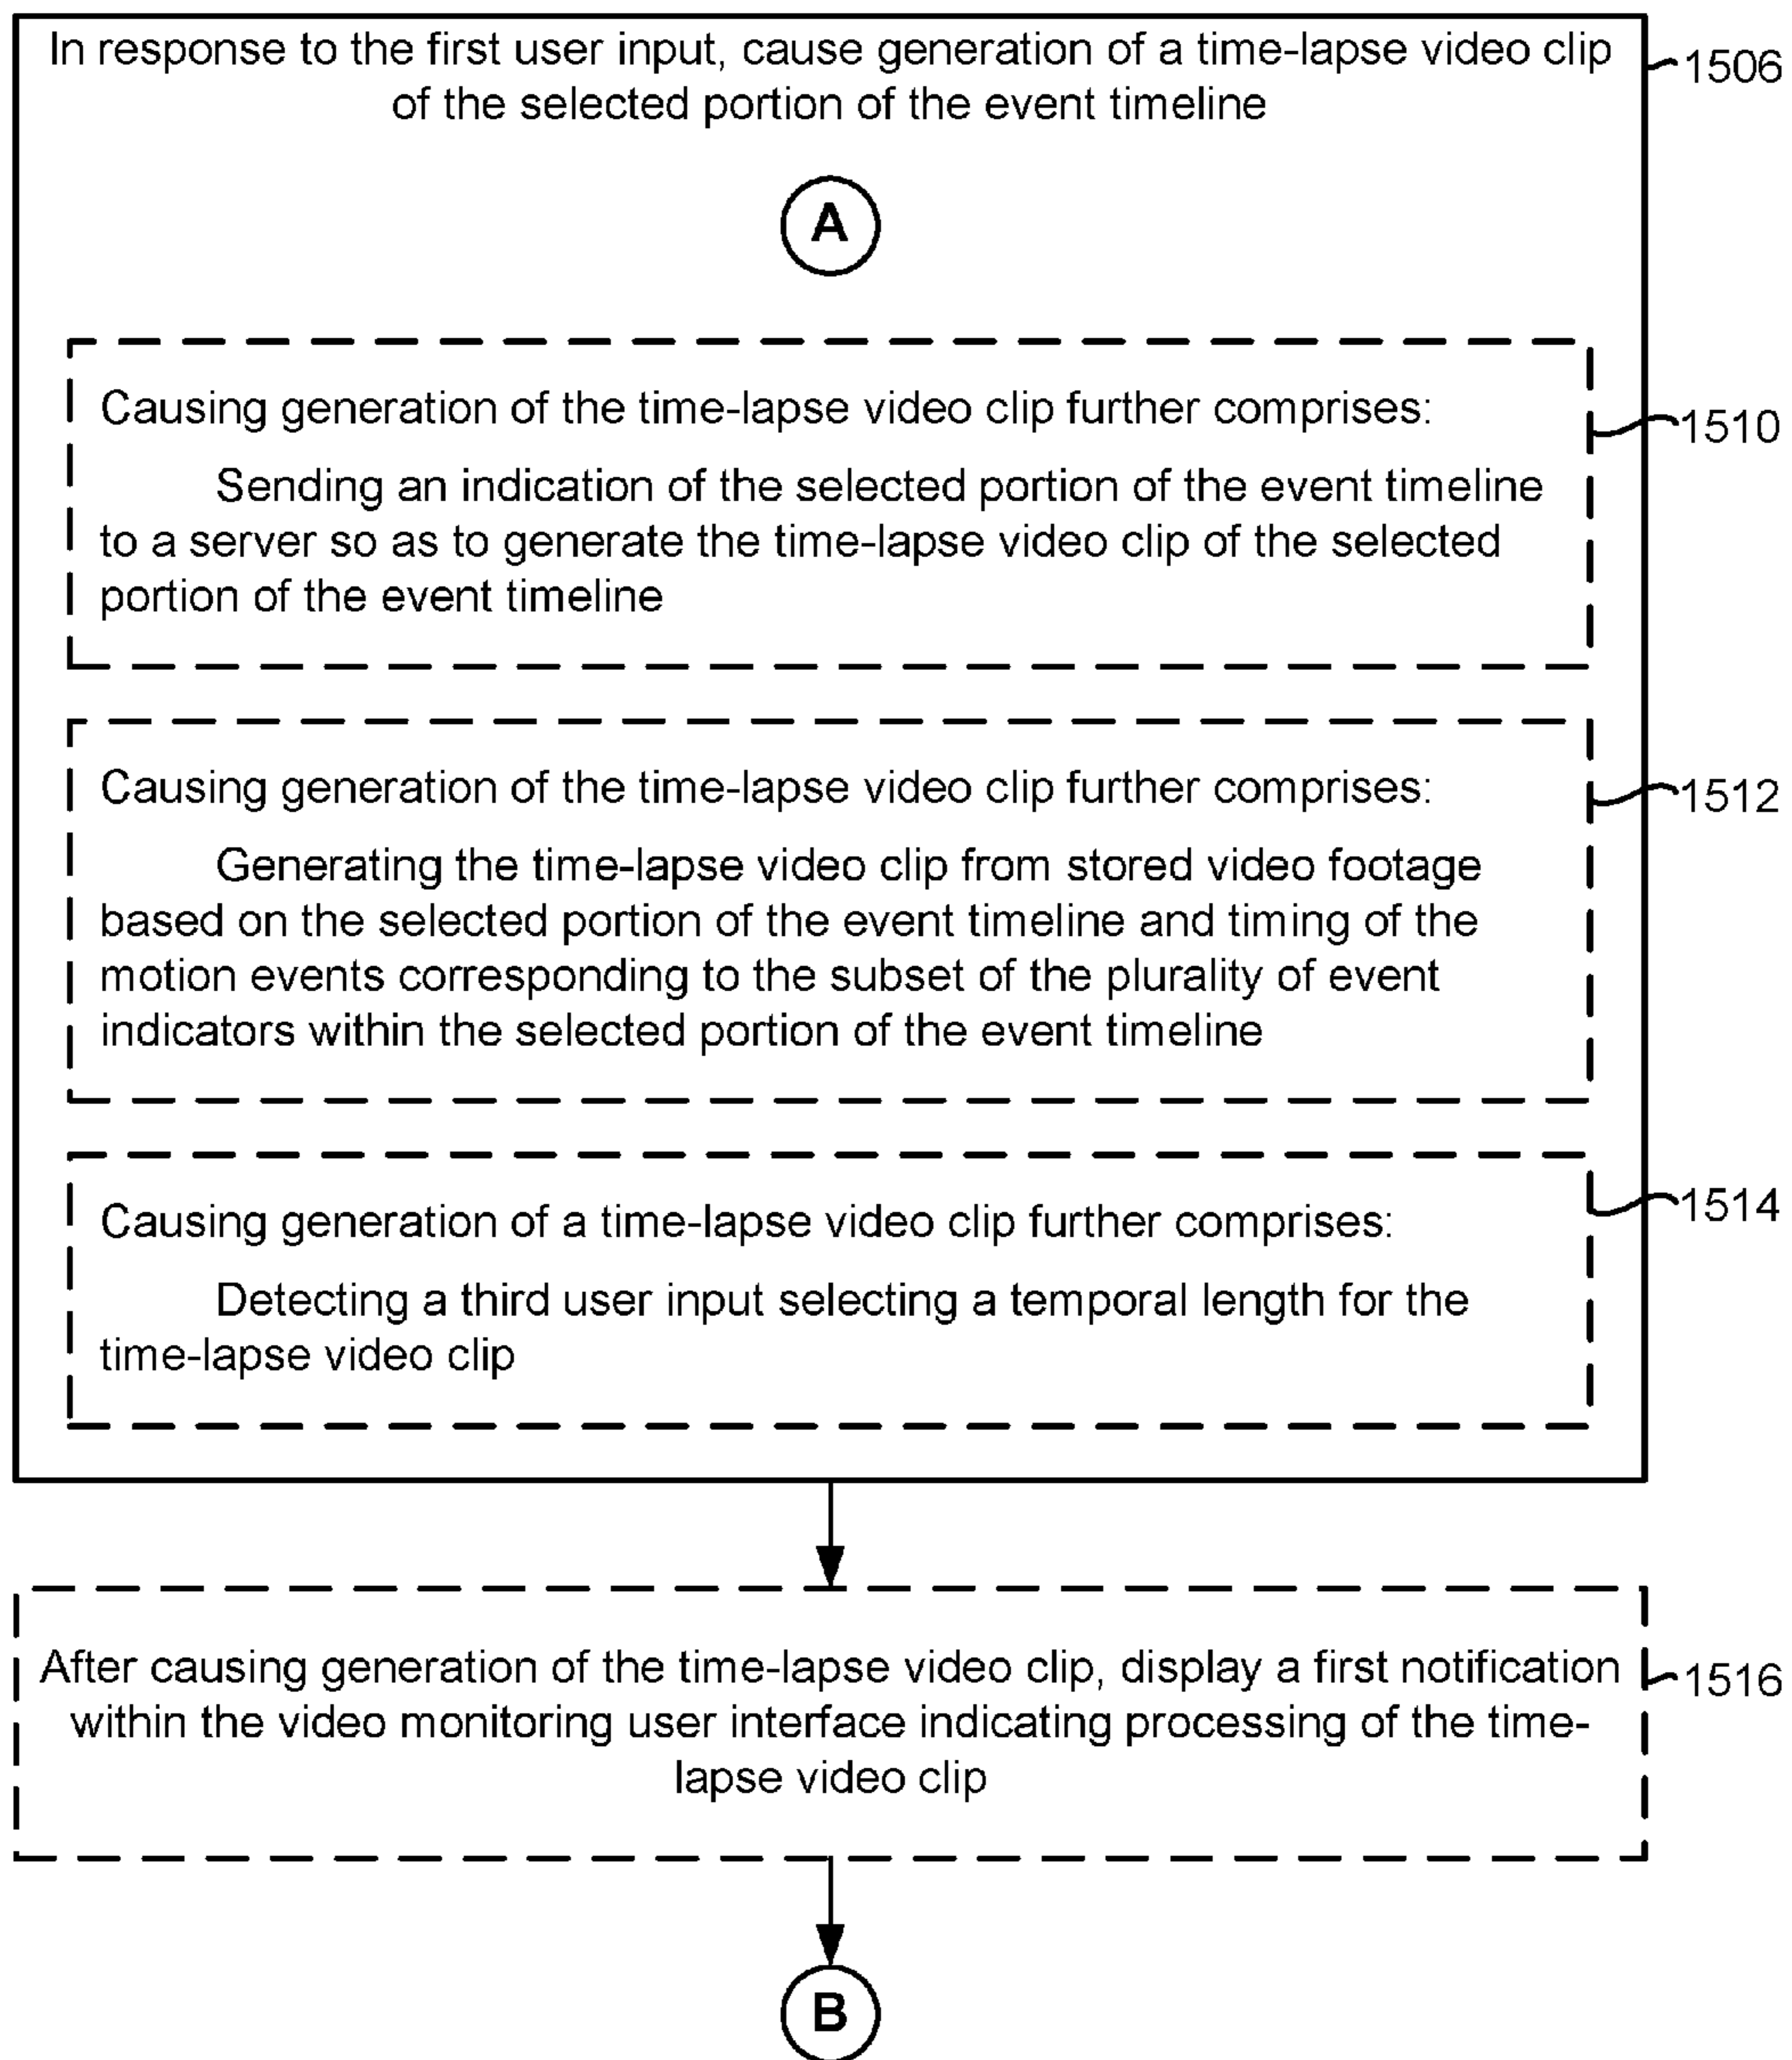 In response to the first user input, cause generation of a time-lapse video clip
of the selected portion of the event timeline
1506
A
Causing generation of the time-lapse video clip further comprises:
1510
Sending an indication of the selected portion of the event timeline
to a server so as to generate the time-lapse video clip of the selected
portion of the event timeline
Causing generation of the time-lapse video clip further comprises:
1512
Generating the time-lapse video clip from stored video footage
based on the selected portion of the event timeline and timing of the
motion events corresponding to the subset of the plurality of event
indicators within the selected portion of the event timeline
Causing generation of a time-lapse video clip further comprises:
1514
Detecting a third user input selecting a temporal length for the
time-lapse video clip
After causing generation of the time-lapse video clip, display a first notification
1516
within the video monitoring user interface indicating processing of the time-
lapse video clip
B